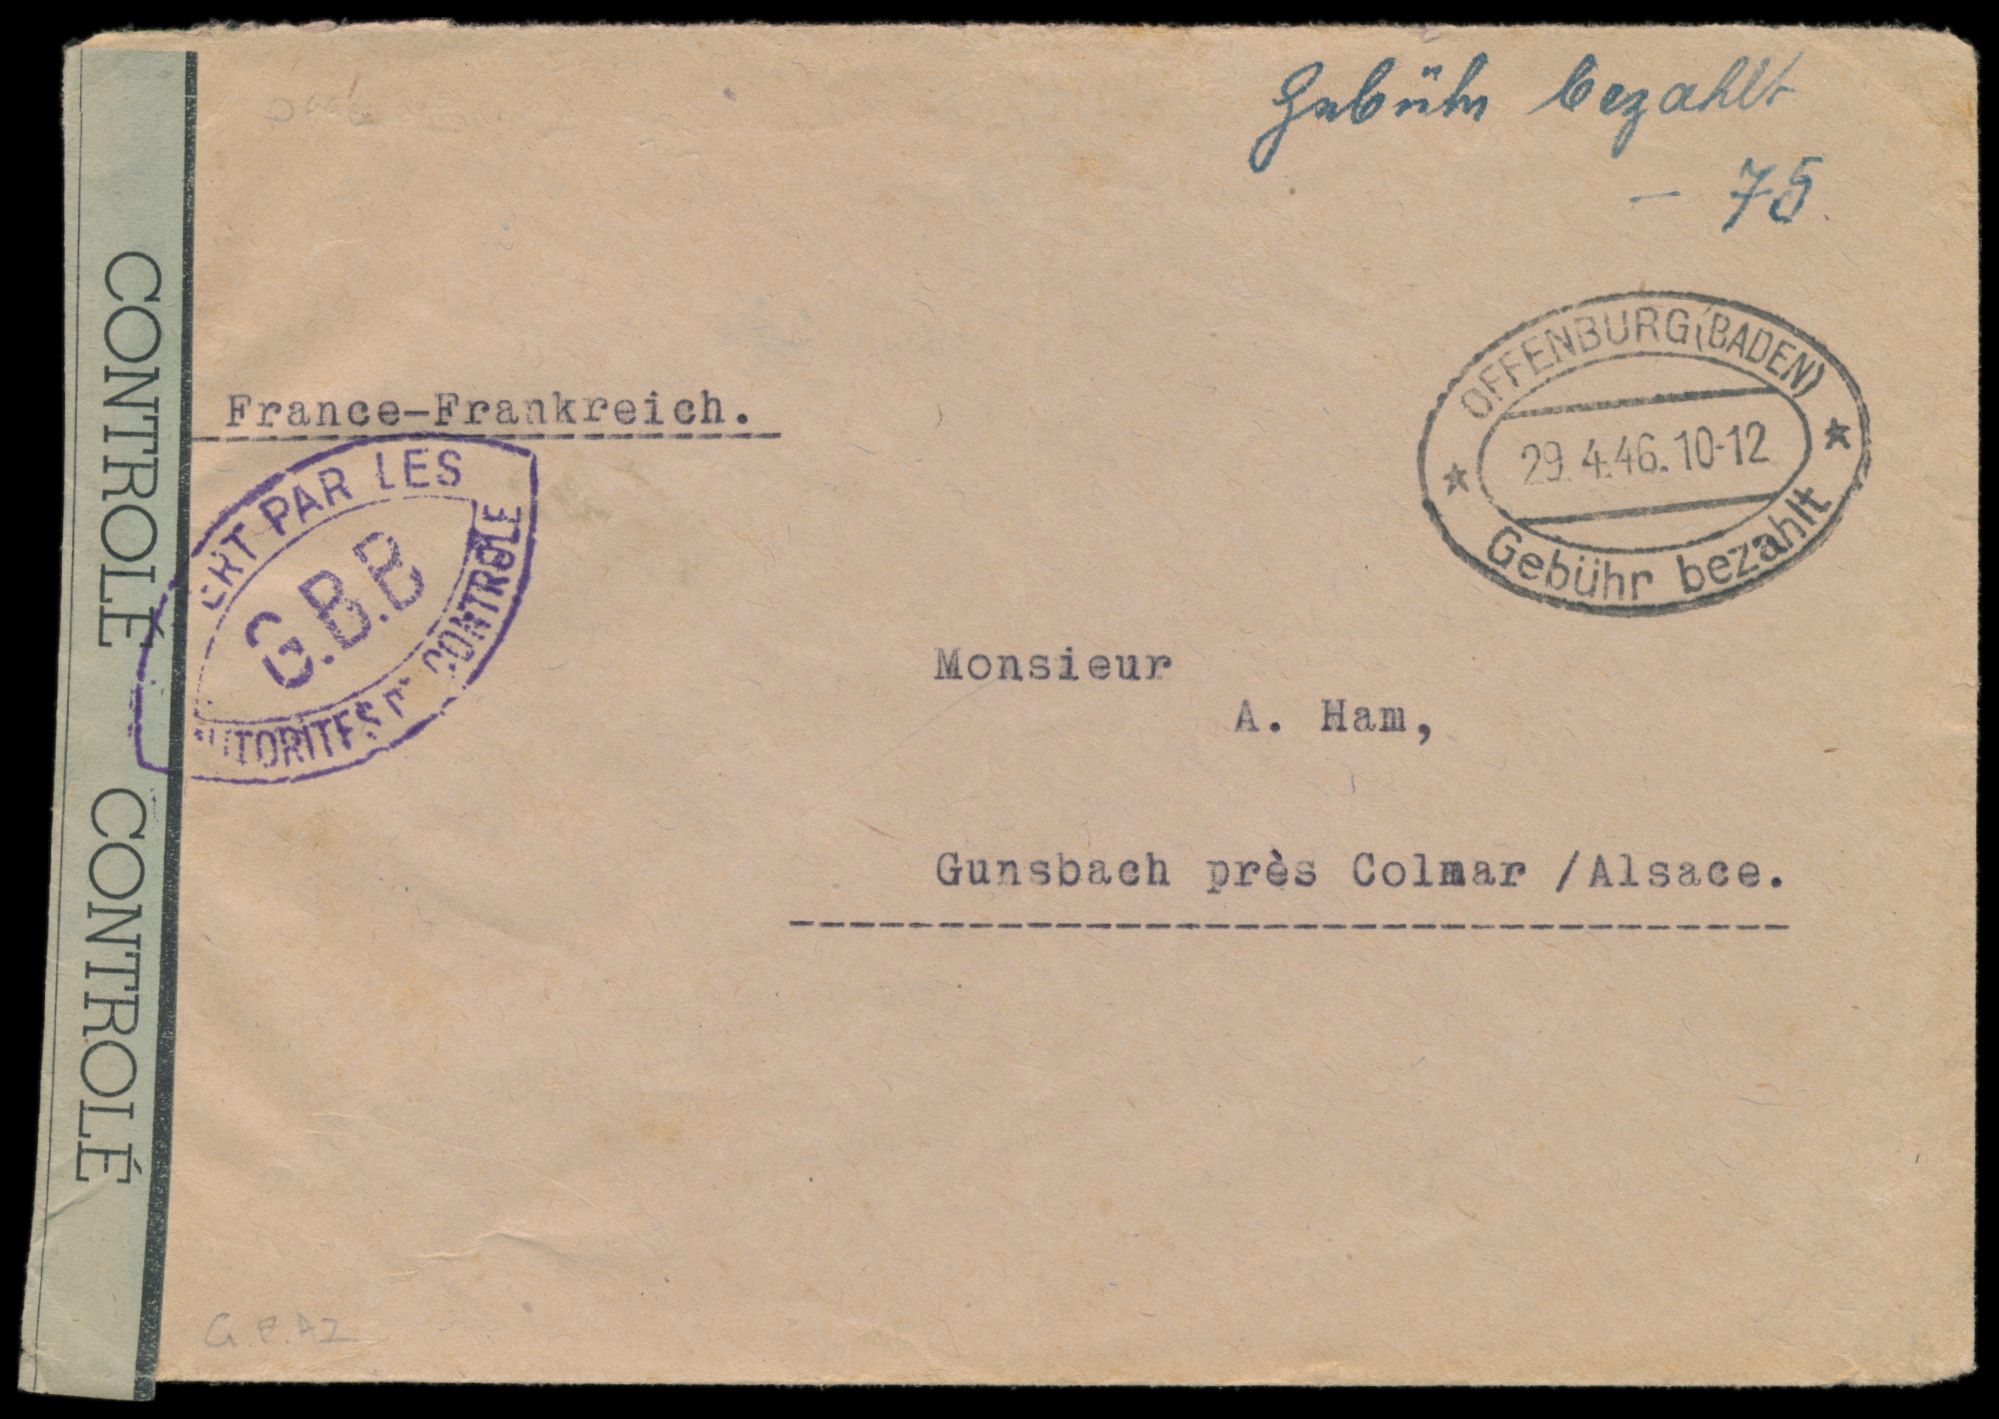 Gebühr bezahlt
- 75.
OFFENBURG (BADEN)
29.4.46.10-12
Gebühr bezahlt
France-Frankreich.
PAR LES
G.B.B
CONTROLE
CONTROLÉ CONTROLÉ
Monsieur
A. Ham,
Gunsbach près Colmar /Alsace.